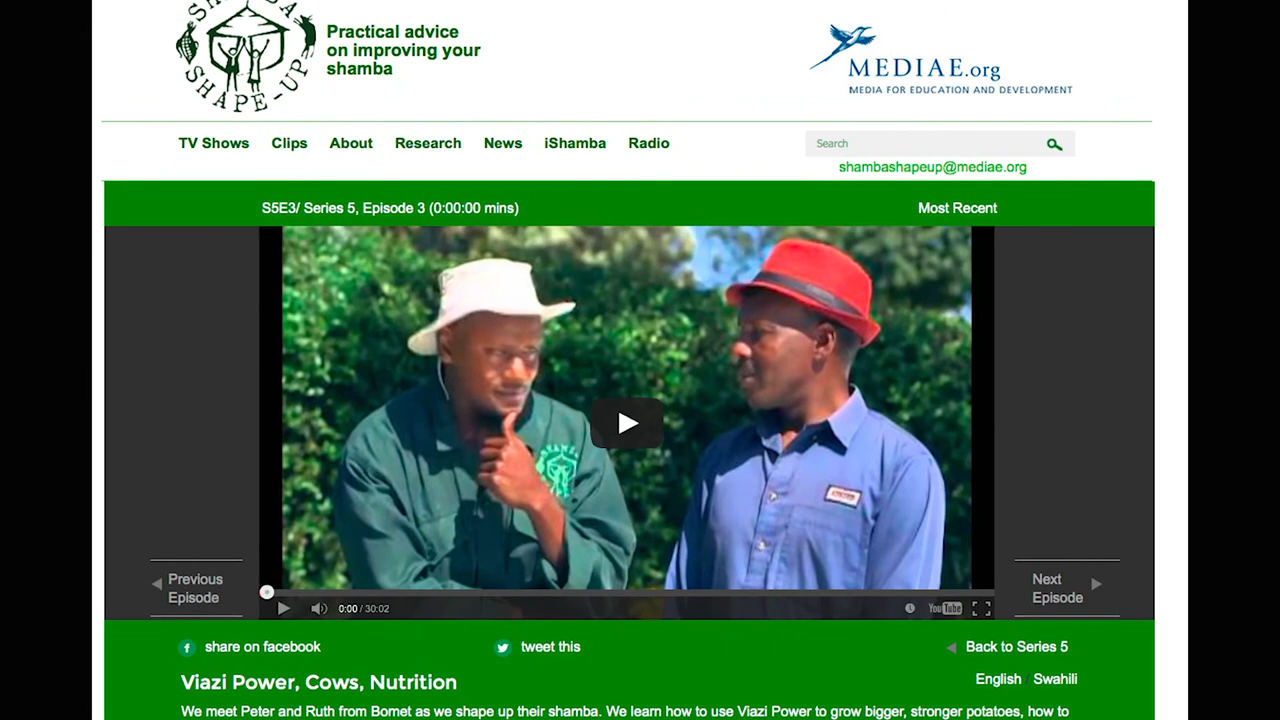 SHAMBA
SHAPE-UP
Practical advice
on improving your
shamba
MEDIAE.org
MEDIA FOR EDUCATION AND DEVELOPMENT
TV Shows Clips About Research News iShamba Radio
Search
shambashapeup@mediae.org
S5E3/ Series 5, Episode 3 (0:00:00 mins)
Most Recent
Previous
Episode
Next
Episode
0:00 / 30:02
YouTube
share on facebook
tweet this
Back to Series 5
Viazi Power, Cows, Nutrition
English / Swahili
We meet Peter and Ruth from Bomet as we shape up their shamba. We learn how to use Viazi Power to grow bigger, stronger potatoes, how to